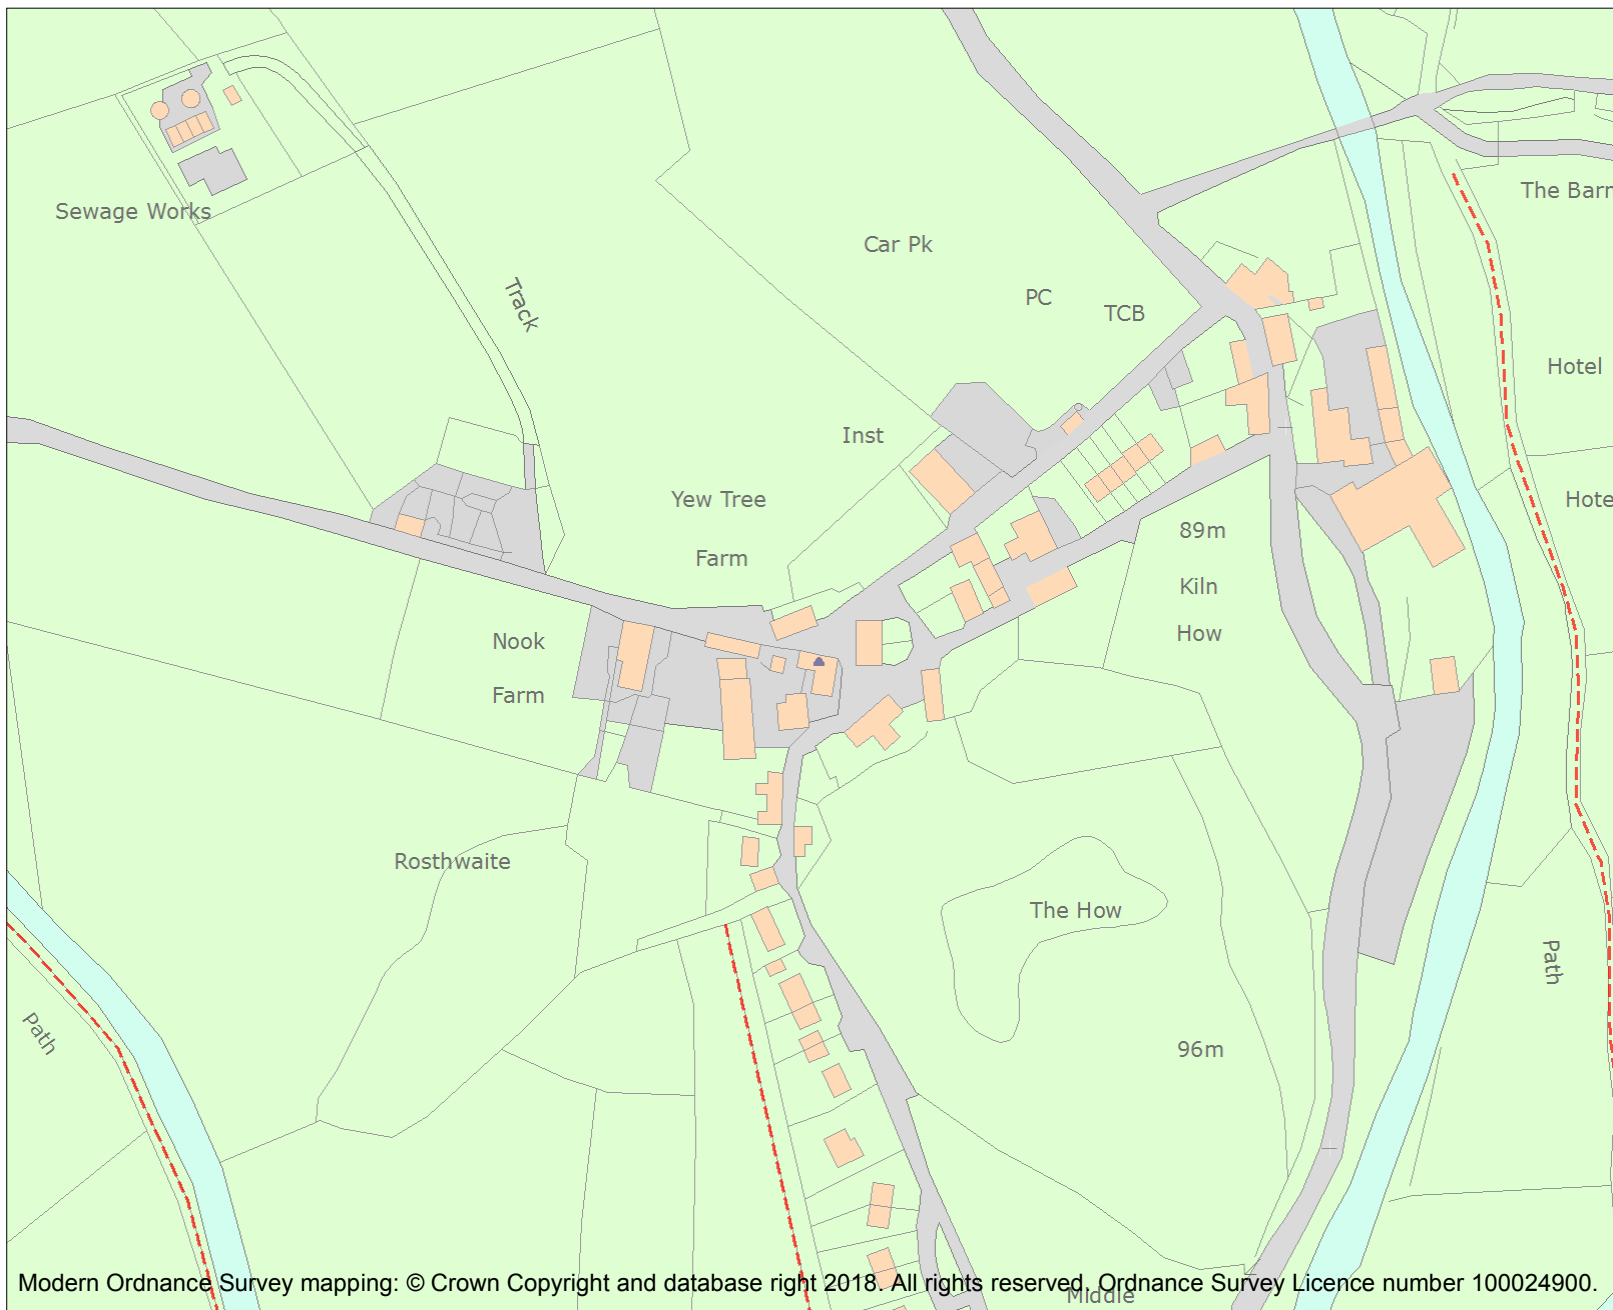 The Barn
Sewage Works
Car Pk
PC
TCB
Track
Hotel
Inst
Yew Tree
Farm
Hote
89m
Kiln
How
Nook
Farm
Rosthwaite
The How
Path
Path
96m
Modern Ordnance Survey mapping: © Crown Copyright and database right 2018. All rights reserved. Ordnance Survey Licence number 100024900.
Middle